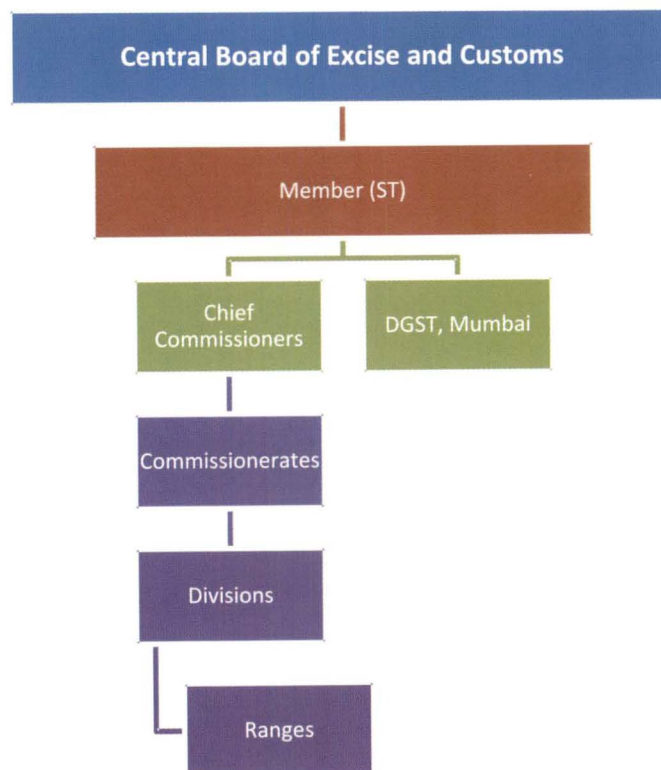 Central Board of Excise and Customs
Member (ST)
Chief
Commissioners
DGST, Mumbai
Commissionerates
Divisions
Ranges